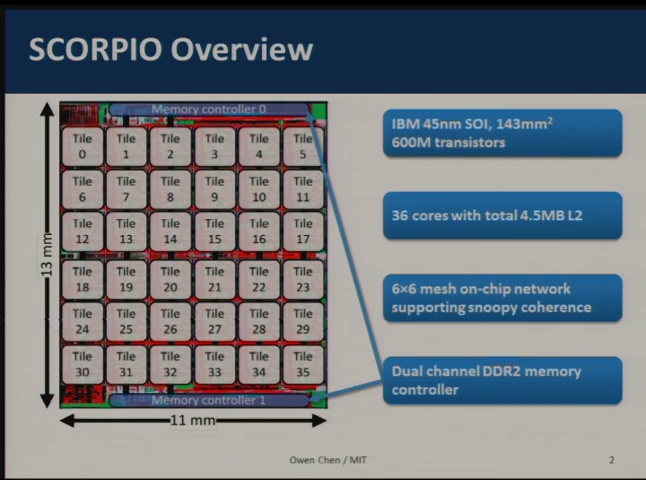 SCORPIO Overview
Memory controller 0
Tile 0
Tile 1
Tile 2
Tile 3
Tile 4
Tile 5
Tile 6
Tile 7
Tile 8
Tile 9
Tile 10
Tile 11
Tile 12
Tile 13
Tile 14
Tile 15
Tile 16
Tile 17
Tile 18
Tile 19
Tile 20
Tile 21
Tile 22
Tile 23
Tile 24
Tile 25
Tile 26
Tile 27
Tile 28
Tile 29
Tile 30
Tile 31
Tile 32
Tile 33
Tile 34
Tile 35
Memory controller 1
13 mm
11 mm
IBM 45nm SOI, 143mm²
600M transistors
36 cores with total 4.5MB L2
6×6 mesh on-chip network
supporting snoopy coherence
Dual channel DDR2 memory
controller
Owen Chen / MIT
2